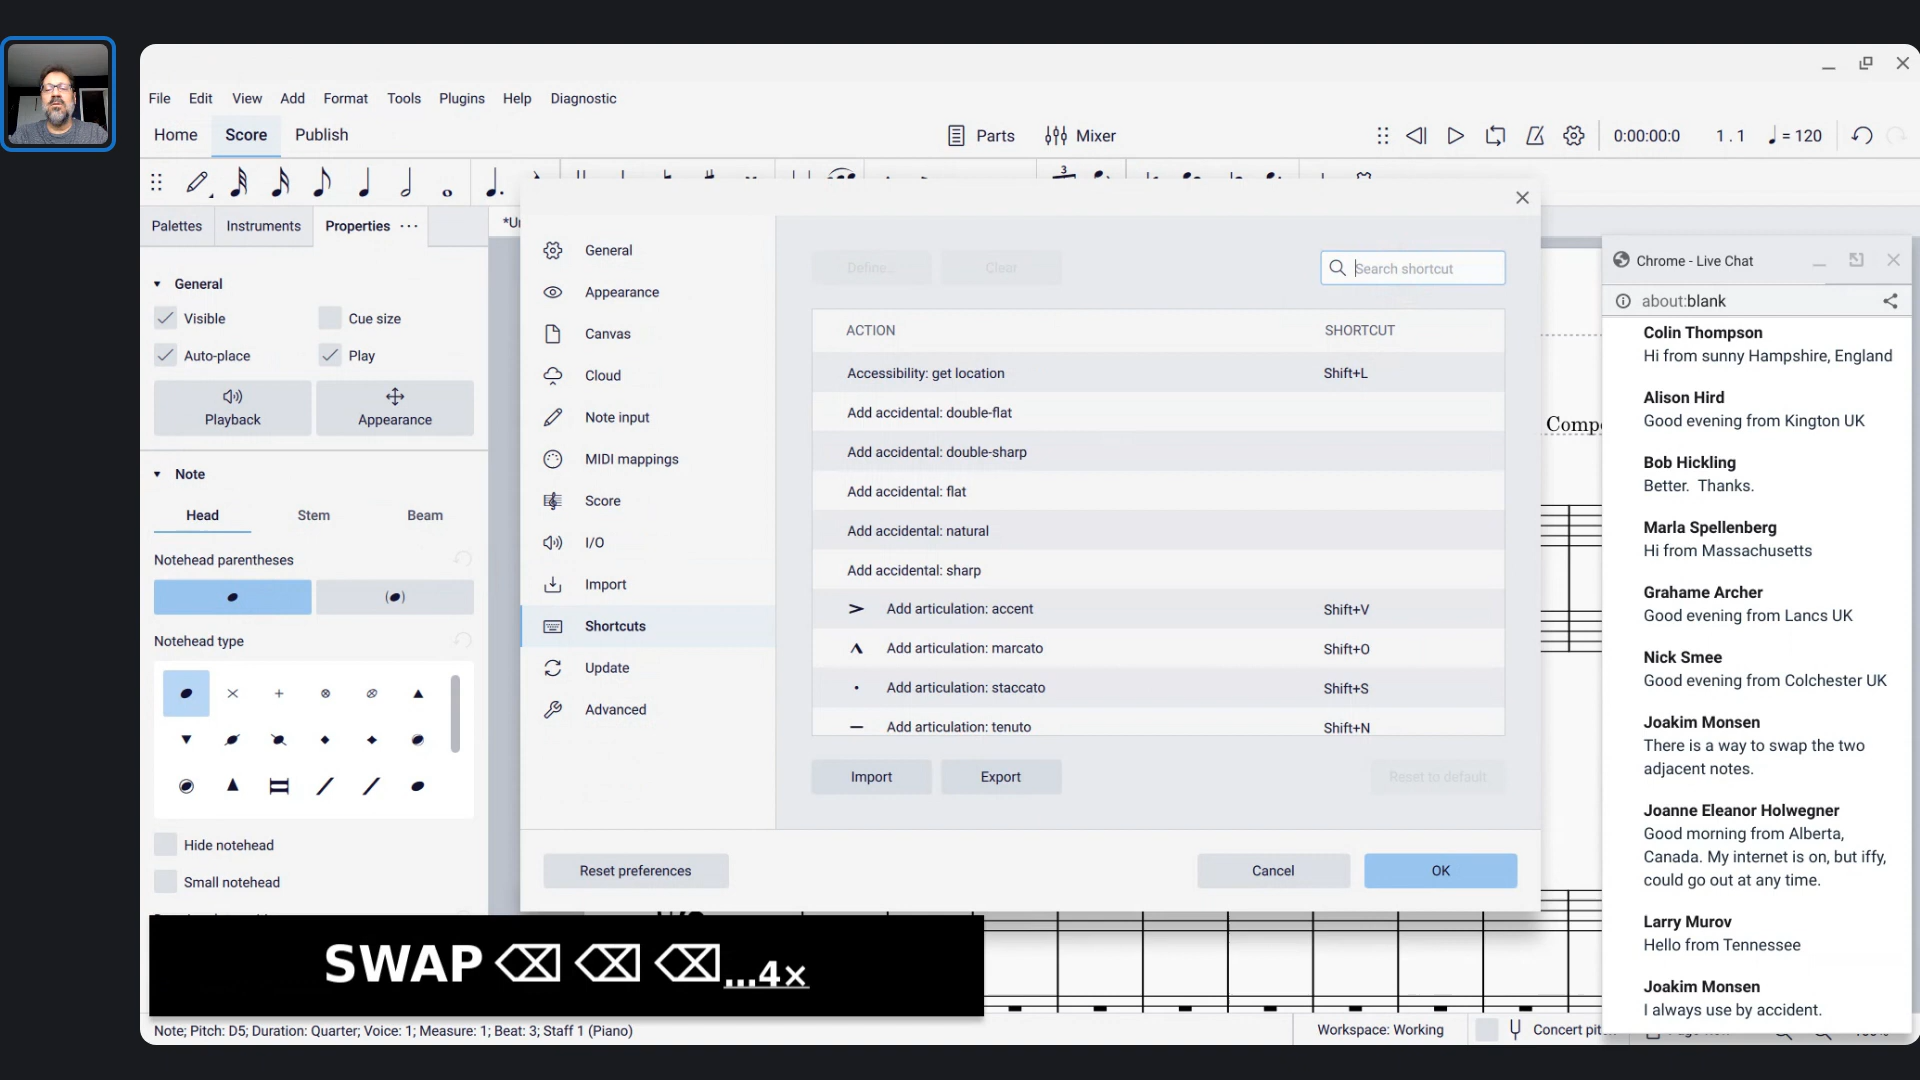 File Edit View Add Format Tools Plugins Help Diagnostic
Home Score Publish
Parts Mixer
0:00:00:0 1 . 1 = 120
3
Palettes Instruments Properties ···
General
Visible Cue size
Auto-place Play
Playback Appearance
Note
Head Stem Beam
Notehead parentheses
Notehead type
Hide notehead
Small notehead
General
Appearance
Canvas
Cloud
Note input
MIDI mappings
Score
I/O
Import
Shortcuts
Update
Advanced
Define... Clear Search shortcut
ACTION SHORTCUT
Accessibility: get location Shift+L
Add accidental: double-flat
Add accidental: double-sharp
Add accidental: flat
Add accidental: natural
Add accidental: sharp
Add articulation: accent Shift+V
Add articulation: marcato Shift+O
Add articulation: staccato Shift+S
Add articulation: tenuto Shift+N
Import Export Reset to default
Reset preferences Cancel OK
Chrome - Live Chat
about:blank
Colin Thompson
Hi from sunny Hampshire, England
Alison Hird
Good evening from Kington UK
Bob Hickling
Better. Thanks.
Marla Spellenberg
Hi from Massachusetts
Grahame Archer
Good evening from Lancs UK
Nick Smee
Good evening from Colchester UK
Joakim Monsen
There is a way to swap the two
adjacent notes.
Joanne Eleanor Holwegner
Good morning from Alberta,
Canada. My internet is on, but iffy,
could go out at any time.
Larry Murov
Hello from Tennessee
Joakim Monsen
I always use by accident.
SWAP ⌫ ⌫ ⌫...4×
Note; Pitch: D5; Duration: Quarter; Voice: 1; Measure: 1; Beat: 3; Staff 1 (Piano)
Workspace: Working Concert